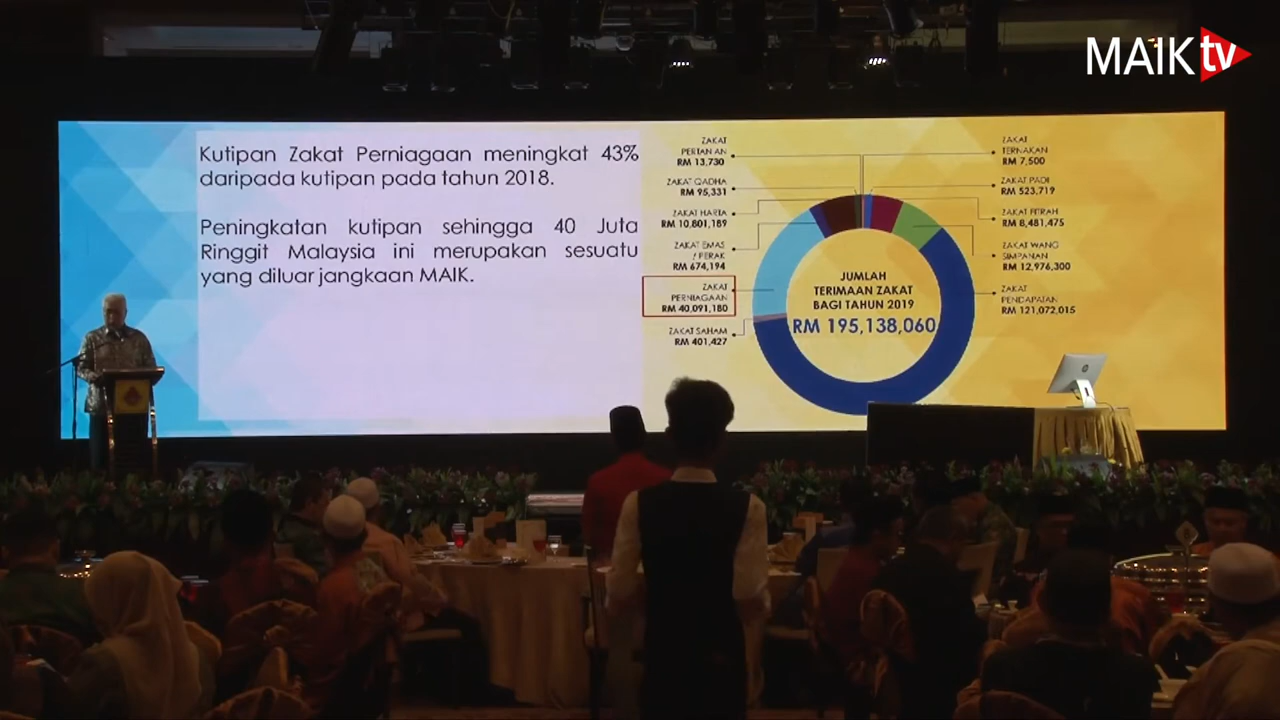 MAIK tv
Kutipan Zakat Perniagaan meningkat 43%
daripada kutipan pada tahun 2018.
Peningkatan kutipan sehingga 40 Juta
Ringgit Malaysia ini merupakan sesuatu
yang diluar jangkaan MAIK.
ZAKAT
PERTANIAN
RM 13,730
ZAKAT QADHA
RM 95,331
ZAKAT HARTA
RM 10,801,189
ZAKAT EMAS
/ PERAK
RM 674,194
ZAKAT
PERNIAGAAN
RM 40,091,180
ZAKAT SAHAM
RM 401,427
JUMLAH
TERIMAAN ZAKAT
BAGI TAHUN 2019
RM 195,138,060
ZAKAT
TERNAKAN
RM 7,500
ZAKAT PADI
RM 523,719
ZAKAT FITRAH
RM 8,481,475
ZAKAT WANG
SIMPANAN
RM 12,976,300
ZAKAT
PENDAPATAN
RM 121,072,015